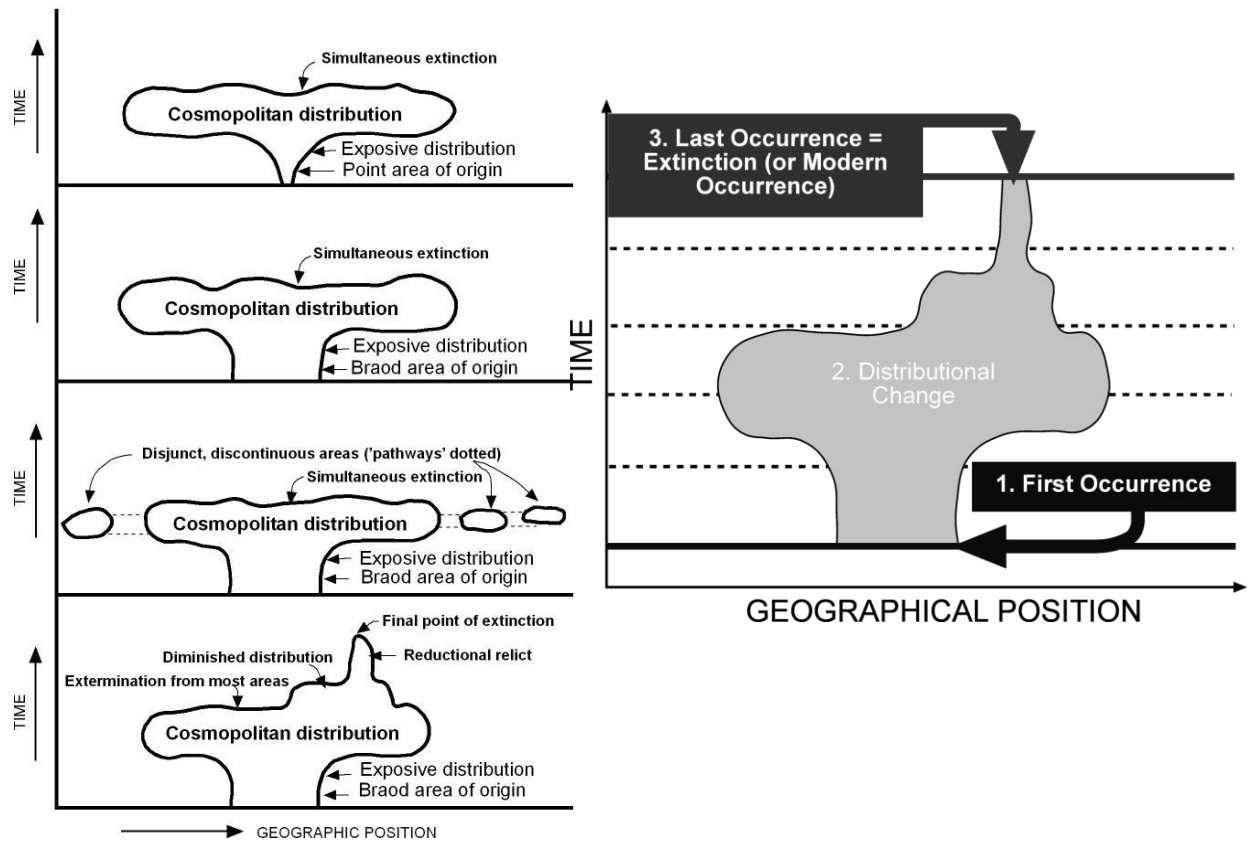 TIME
Simultaneous extinction
Cosmopolitan distribution
Exposive distribution
Point area of origin
TIME
Simultaneous extinction
Cosmopolitan distribution
Exposive distribution
Braod area of origin
TIME
Disjunct, discontinuous areas ('pathways' dotted)
Simultaneous extinction
Cosmopolitan distribution
Exposive distribution
Braod area of origin
TIME
Final point of extinction
Diminished distribution
Reductional relict
Extermination from most areas
Cosmopolitan distribution
Exposive distribution
Braod area of origin
GEOGRAPHIC POSITION
3. Last Occurrence =
Extinction (or Modern
Occurrence)
TIME
2. Distributional
Change
1. First Occurrence
GEOGRAPHICAL POSITION